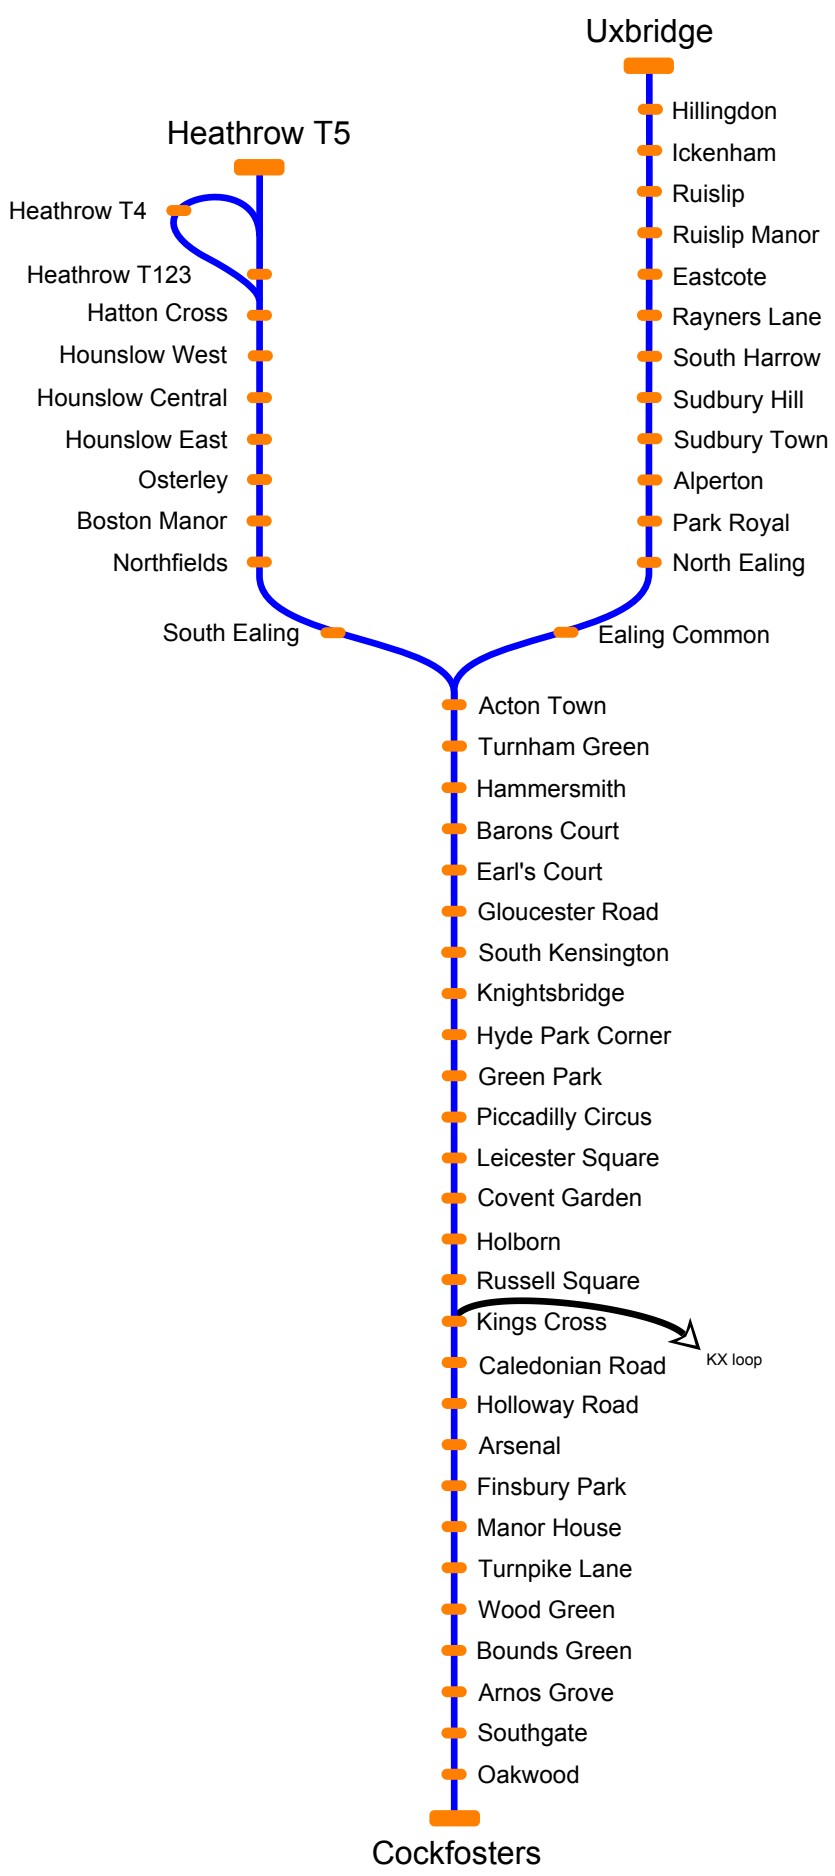 Uxbridge
Hillingdon
Ickenham
Ruislip
Ruislip Manor
Eastcote
Rayners Lane
South Harrow
Sudbury Hill
Sudbury Town
Alperton
Park Royal
North Ealing
Ealing Common
Heathrow T5
Heathrow T4
Heathrow T123
Hatton Cross
Hounslow West
Hounslow Central
Hounslow East
Osterley
Boston Manor
Northfields
South Ealing
Acton Town
Turnham Green
Hammersmith
Barons Court
Earl's Court
Gloucester Road
South Kensington
Knightsbridge
Hyde Park Corner
Green Park
Piccadilly Circus
Leicester Square
Covent Garden
Holborn
Russell Square
Kings Cross
KX loop
Caledonian Road
Holloway Road
Arsenal
Finsbury Park
Manor House
Turnpike Lane
Wood Green
Bounds Green
Arnos Grove
Southgate
Oakwood
Cockfosters